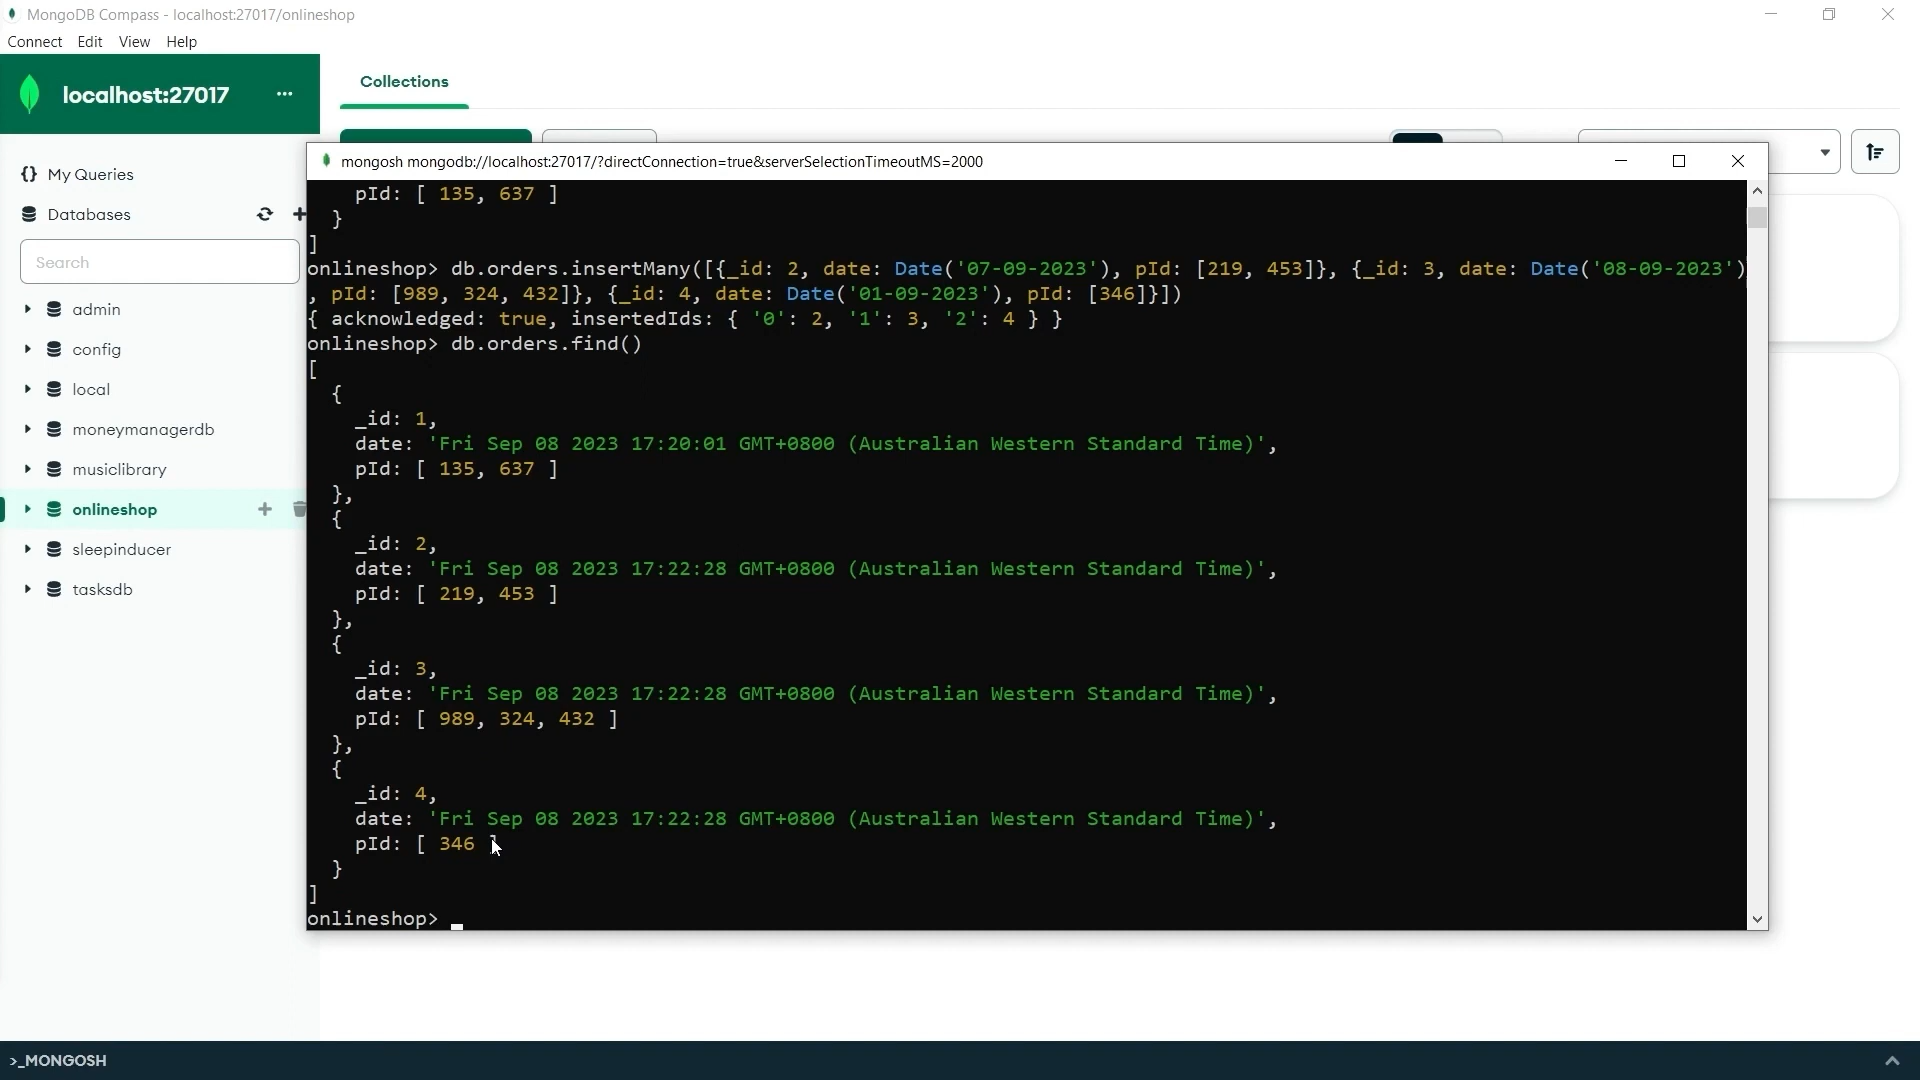 MongoDB Compass - localhost:27017/onlineshop
Connect Edit View Help
localhost:27017 ...
Collections
{} My Queries
Databases
Search
admin
config
local
moneymanagerdb
musiclibrary
onlineshop
sleepinducer
tasksdb
mongosh mongodb://localhost:27017/?directConnection=true&serverSelectionTimeoutMS=2000
pId: [ 135, 637 ]
}
]
onlineshop> db.orders.insertMany([{_id: 2, date: Date('07-09-2023'), pId: [219, 453]}, {_id: 3, date: Date('08-09-2023')
, pId: [989, 324, 432]}, {_id: 4, date: Date('01-09-2023'), pId: [346]}])
{ acknowledged: true, insertedIds: { '0': 2, '1': 3, '2': 4 } }
onlineshop> db.orders.find()
[
{
_id: 1,
date: 'Fri Sep 08 2023 17:20:01 GMT+0800 (Australian Western Standard Time)',
pId: [ 135, 637 ]
},
{
_id: 2,
date: 'Fri Sep 08 2023 17:22:28 GMT+0800 (Australian Western Standard Time)',
pId: [ 219, 453 ]
},
{
_id: 3,
date: 'Fri Sep 08 2023 17:22:28 GMT+0800 (Australian Western Standard Time)',
pId: [ 989, 324, 432 ]
},
{
_id: 4,
date: 'Fri Sep 08 2023 17:22:28 GMT+0800 (Australian Western Standard Time)',
pId: [ 346 ]
}
]
onlineshop>
>_MONGOSH